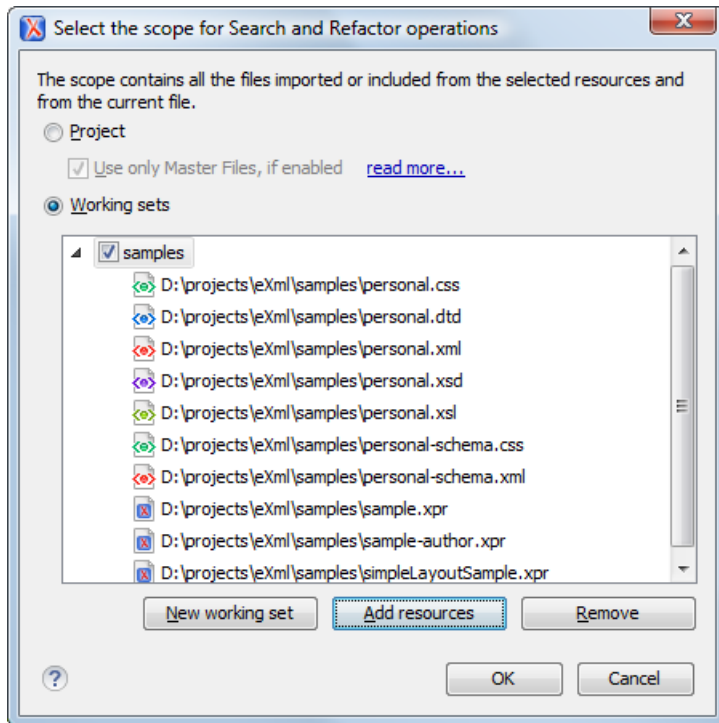 Select the scope for Search and Refactor operations
The scope contains all the files imported or included from the selected resources and
from the current file.
Project
Use only Master Files, if enabled read more...
Working sets
samples
D:\projects\eXml\samples\personal.css
D:\projects\eXml\samples\personal.dtd
D:\projects\eXml\samples\personal.xml
D:\projects\eXml\samples\personal.xsd
D:\projects\eXml\samples\personal.xsl
D:\projects\eXml\samples\personal-schema.css
D:\projects\eXml\samples\personal-schema.xml
D:\projects\eXml\samples\sample.xpr
D:\projects\eXml\samples\sample-author.xpr
D:\projects\eXml\samples\simpleLayoutSample.xpr
New working set Add resources Remove
? OK Cancel